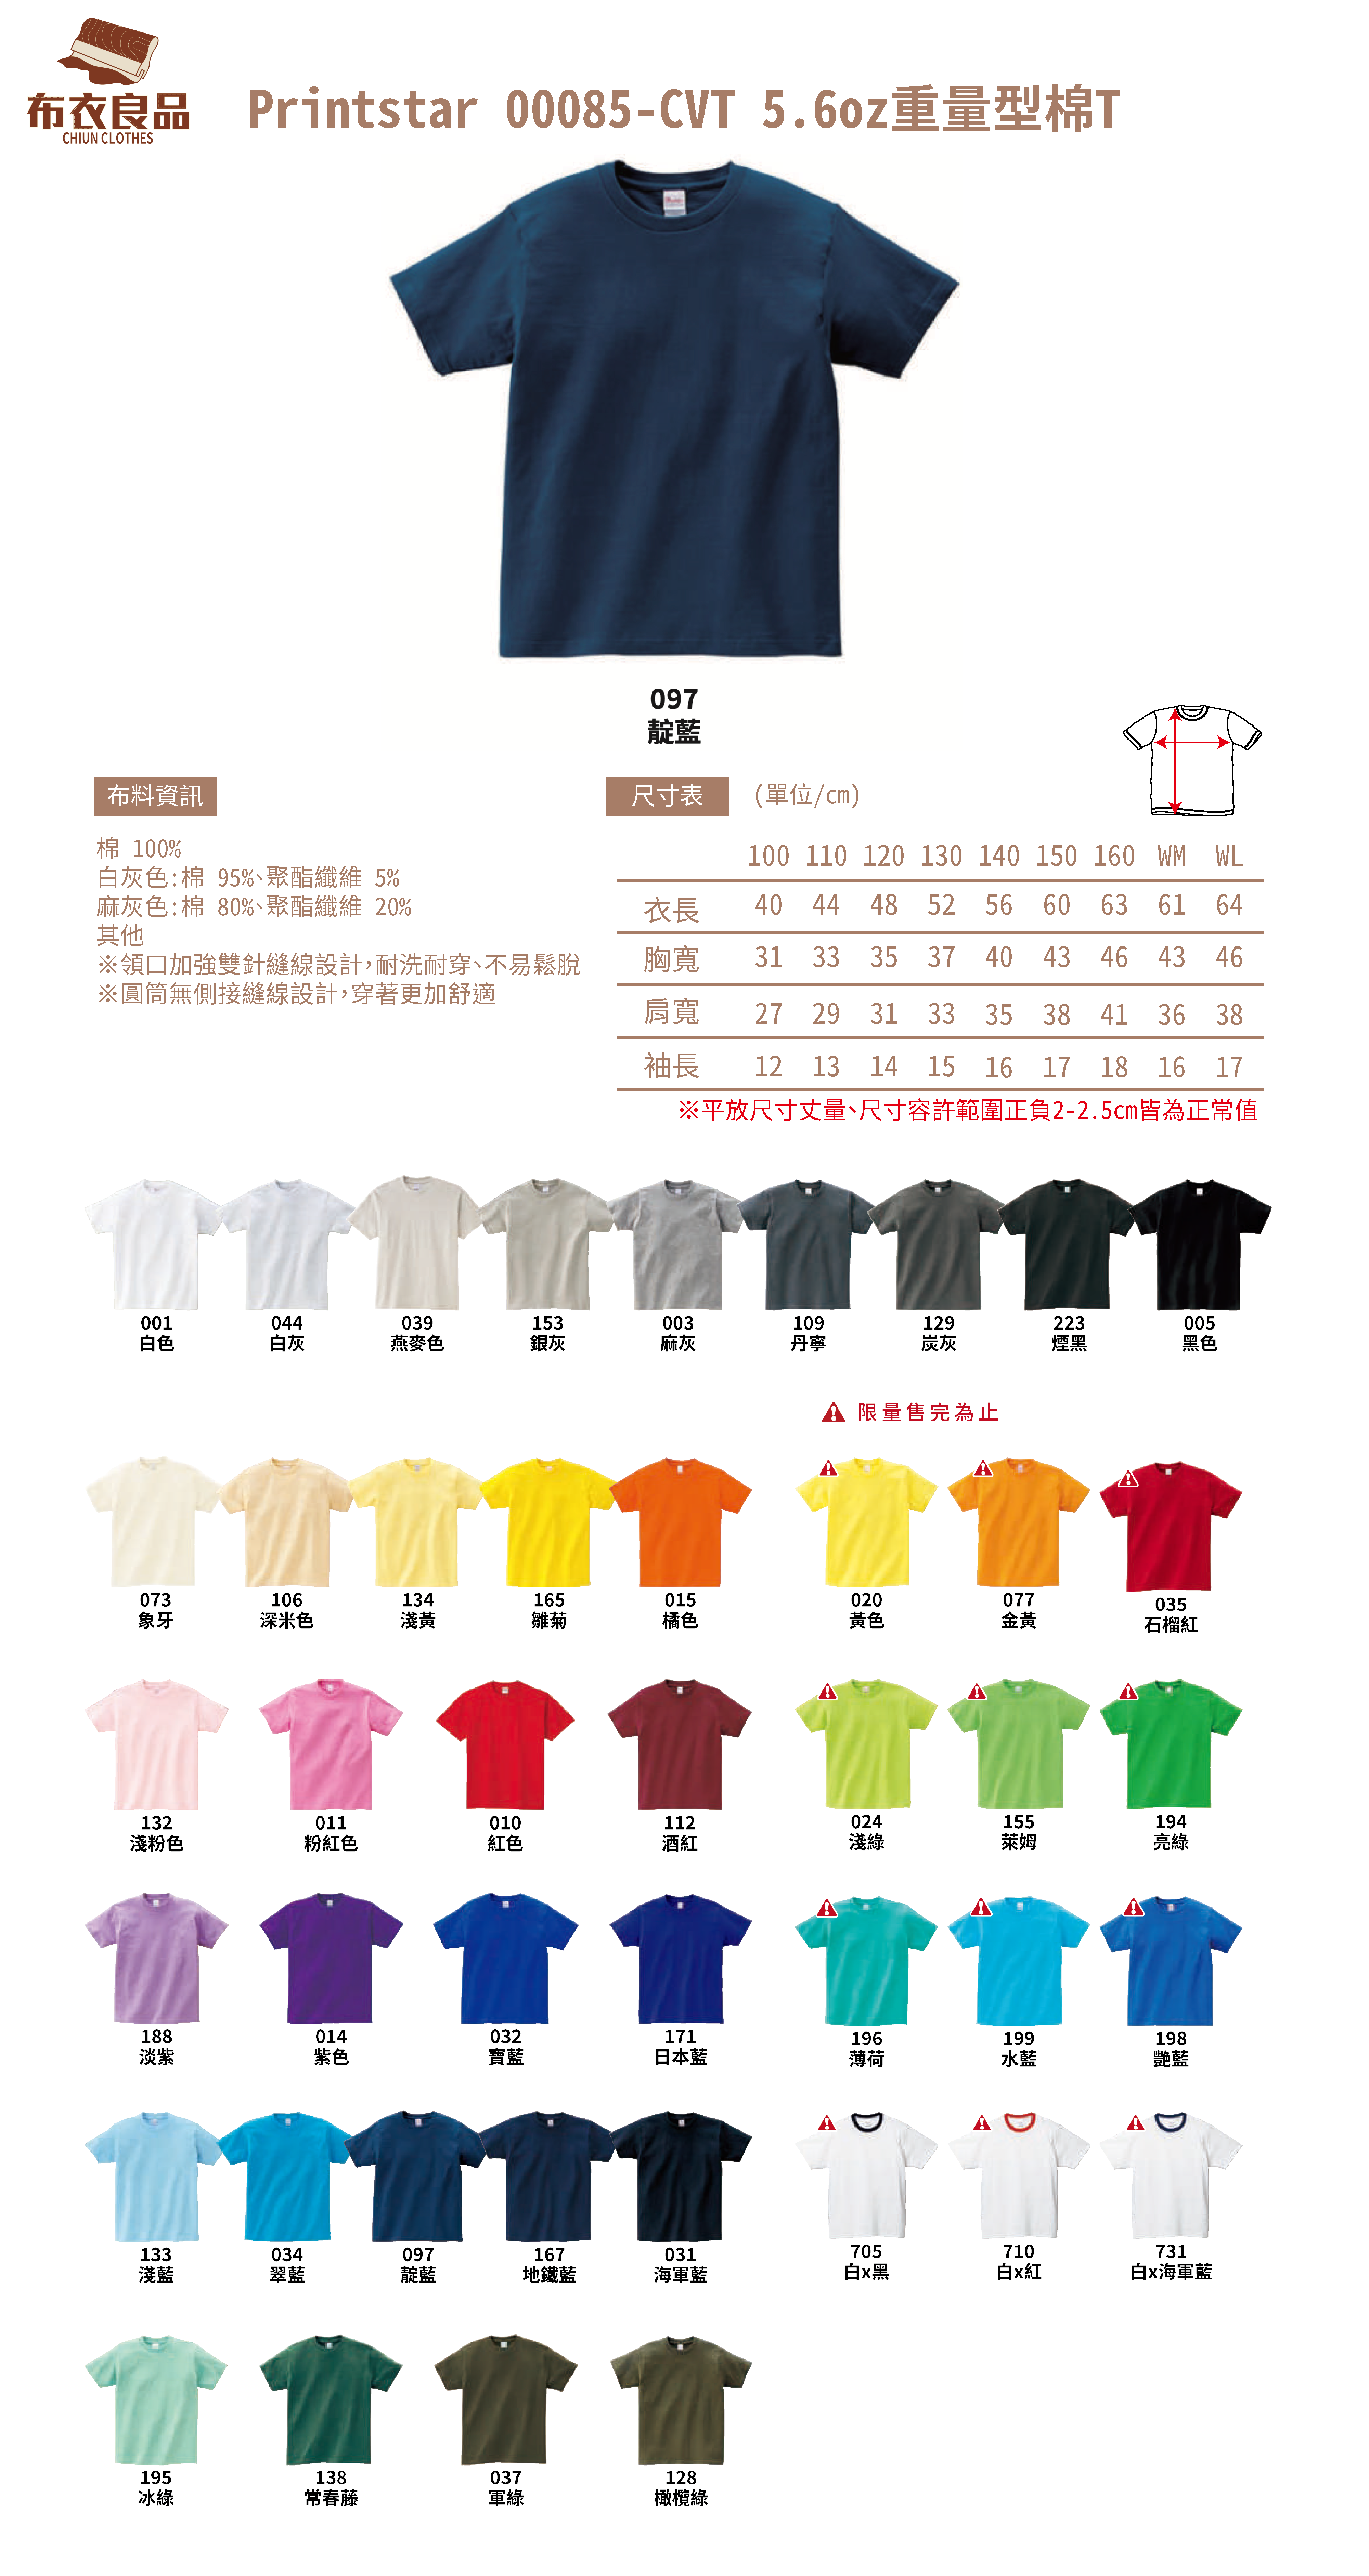 布衣良品
CHIUN CLOTHES
Printstar 00085-CVT 5.6oz重量型棉T
097
靛藍
布料資訊
棉 100%
白灰色:棉 95%、聚酯纖維 5%
麻灰色:棉 80%、聚酯纖維 20%
其他
※領口加強雙針縫線設計,耐洗耐穿、不易鬆脫
※圓筒無側接縫線設計,穿著更加舒適
尺寸表 (單位/cm)
100 110 120 130 140 150 160 WM WL
衣長 40 44 48 52 56 60 63 61 64
胸寬 31 33 35 37 40 43 46 43 46
肩寬 27 29 31 33 35 38 41 36 38
袖長 12 13 14 15 16 17 18 16 17
※平放尺寸丈量、尺寸容許範圍正負2-2.5cm皆為正常值
001 044 039 153 003 109 129 223 005
白色 白灰 燕麥色 銀灰 麻灰 丹寧 炭灰 煙黑 黑色
限量售完為止
073 106 134 165 015 020 077 035
象牙 深米色 淺黃 雛菊 橘色 黃色 金黃 石榴紅
132 011 010 112 024 155 194
淺粉色 粉紅色 紅色 酒紅 淺綠 萊姆 亮綠
188 014 032 171 196 199 198
淡紫 紫色 寶藍 日本藍 薄荷 水藍 艷藍
133 034 097 167 031 705 710 731
淺藍 翠藍 靛藍 地鐵藍 海軍藍 白x黑 白x紅 白x海軍藍
195 138 037 128
冰綠 常春藤 軍綠 橄欖綠